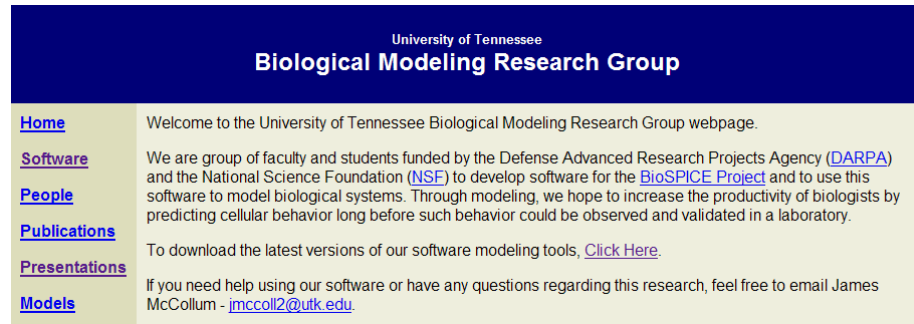 University of Tennessee
Biological Modeling Research Group
Home
Software
People
Publications
Presentations
Models
Welcome to the University of Tennessee Biological Modeling Research Group webpage.
We are group of faculty and students funded by the Defense Advanced Research Projects Agency (DARPA)
and the National Science Foundation (NSF) to develop software for the BioSPICE Project and to use this
software to model biological systems. Through modeling, we hope to increase the productivity of biologists by
predicting cellular behavior long before such behavior could be observed and validated in a laboratory.
To download the latest versions of our software modeling tools, Click Here.
If you need help using our software or have any questions regarding this research, feel free to email James
McCollum - jmccoll2@utk.edu.